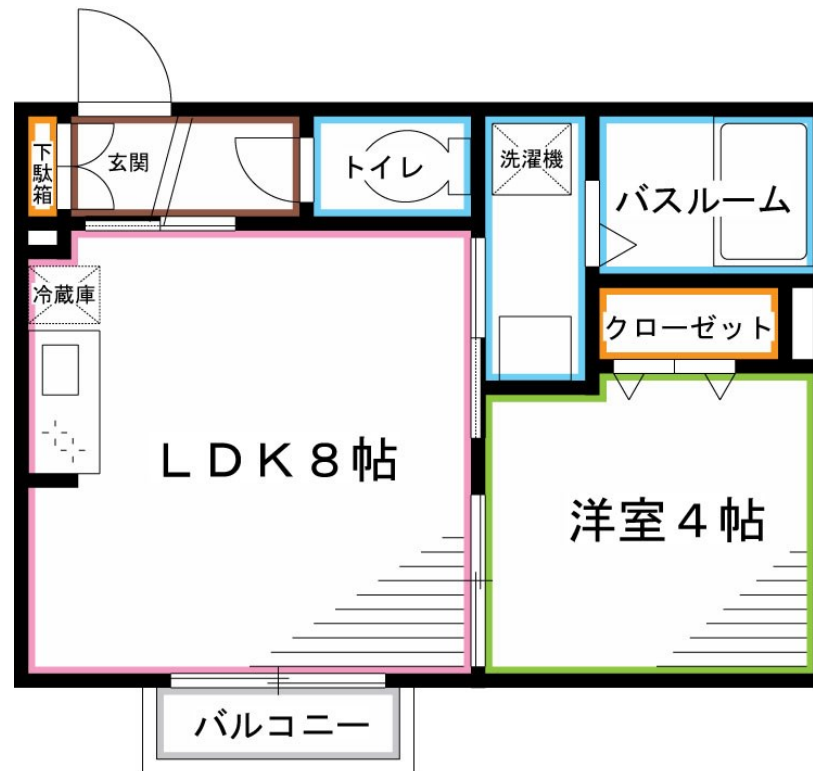 下駄箱
玄関
トイレ
洗濯機
バスルーム
冷蔵庫
クローゼット
ＬＤＫ８帖
洋室４帖
バルコニー